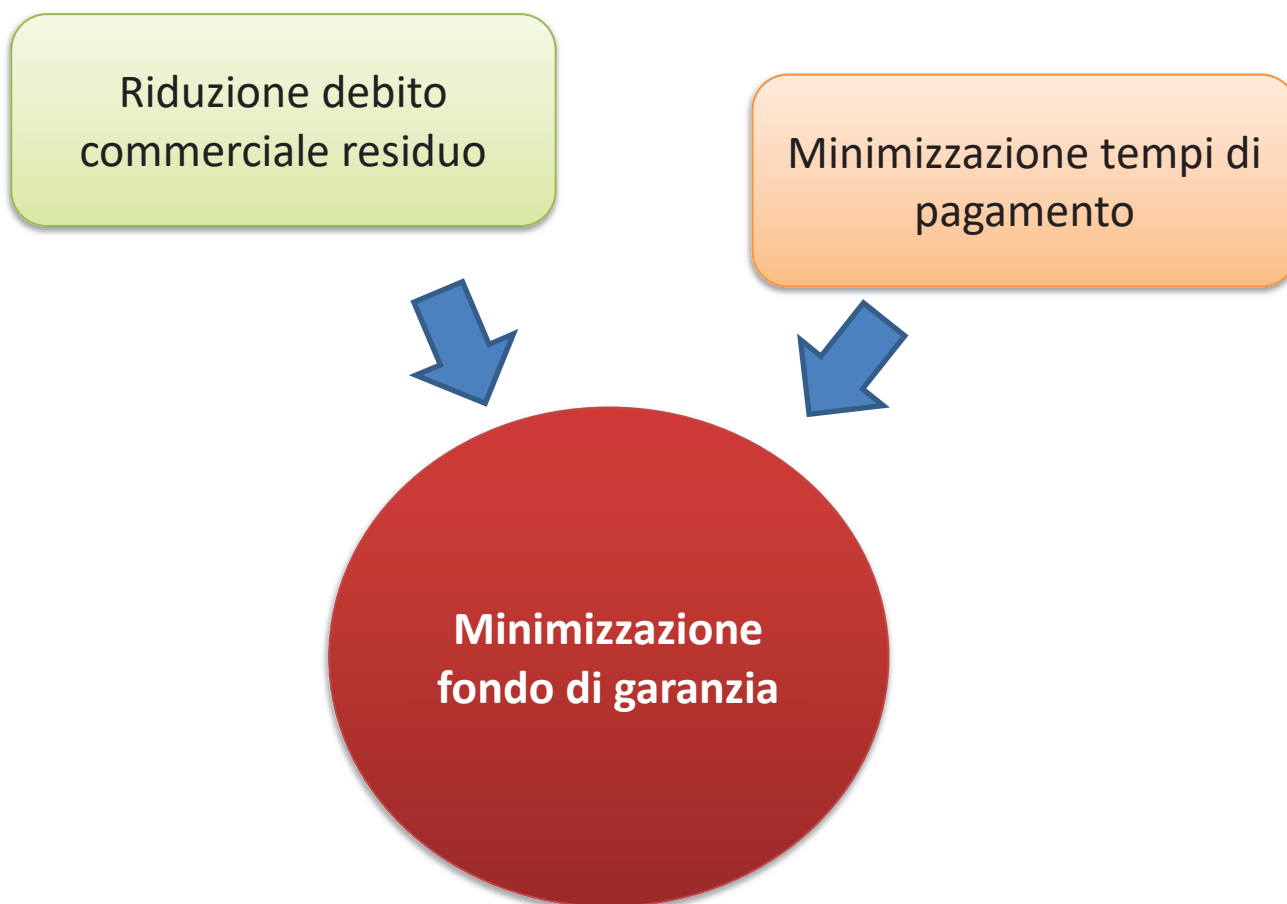 Riduzione debito
commerciale residuo
Minimizzazione tempi di
pagamento
Minimizzazione
fondo di garanzia